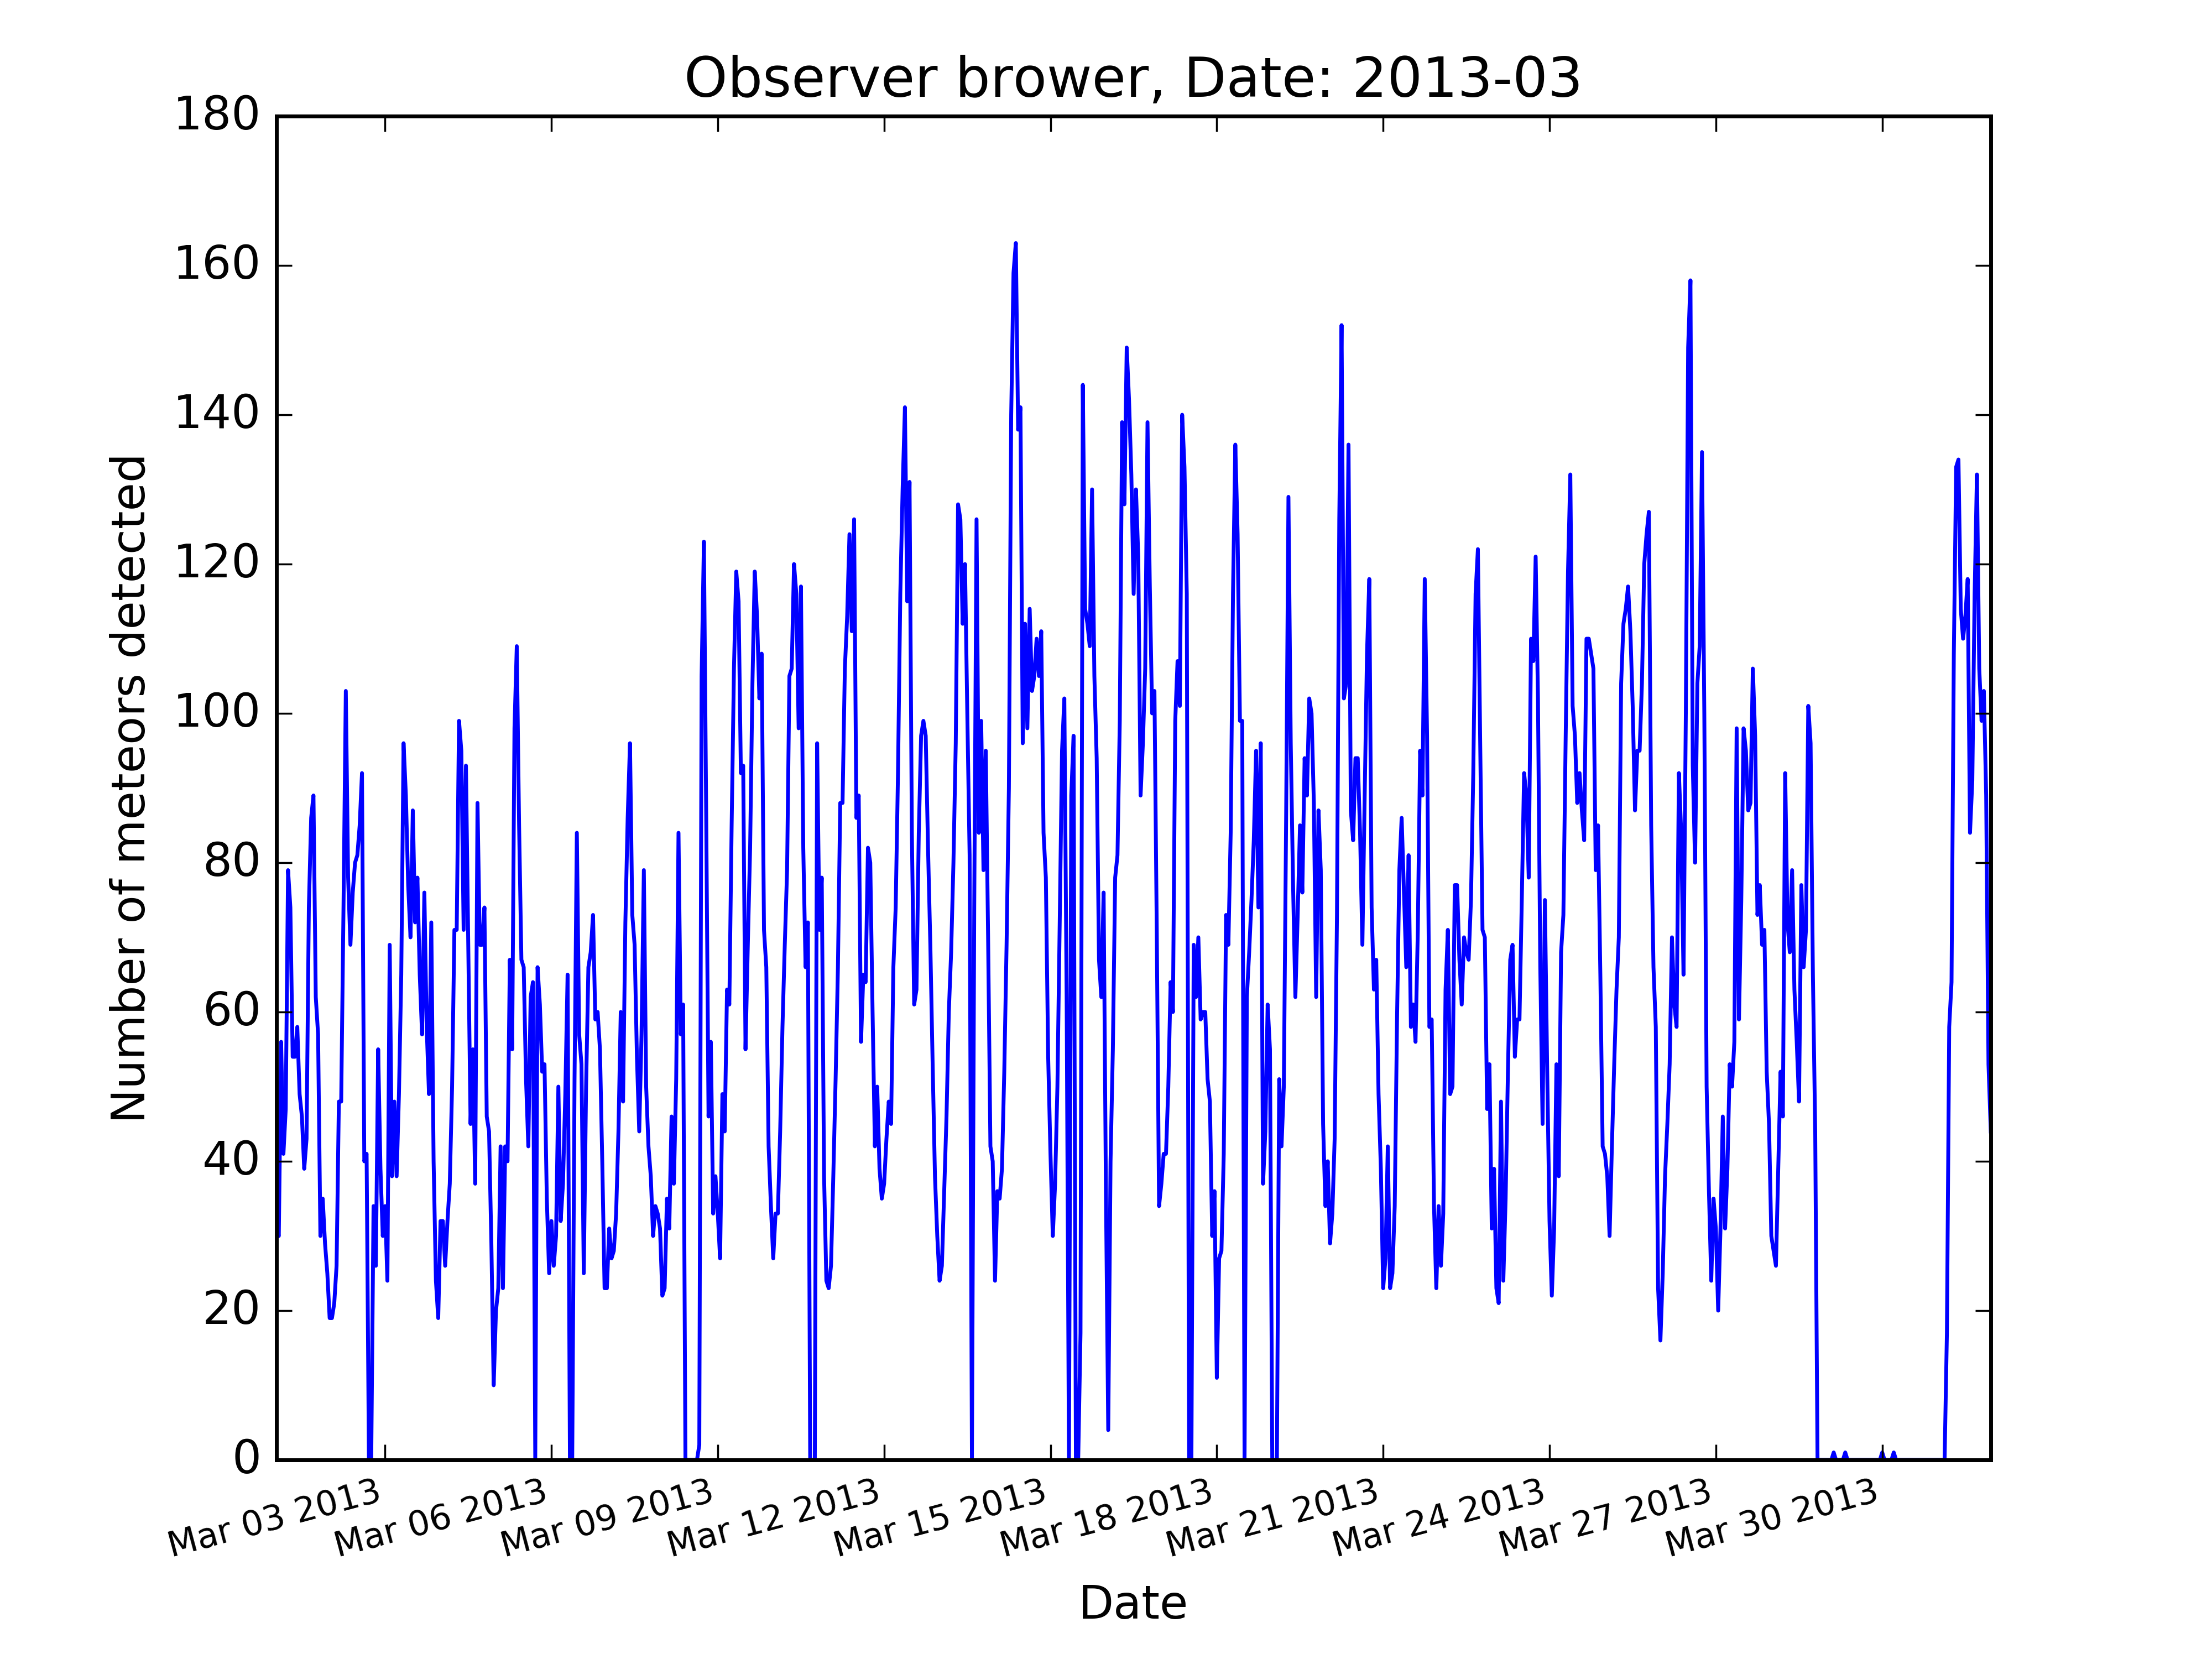 Observer brower, Date: 2013-03
180
160
140
120
100
80
60
40
20
0
Number of meteors detected
Mar 03 2013
Mar 06 2013
Mar 09 2013
Mar 12 2013
Mar 15 2013
Mar 18 2013
Mar 21 2013
Mar 24 2013
Mar 27 2013
Mar 30 2013
Date